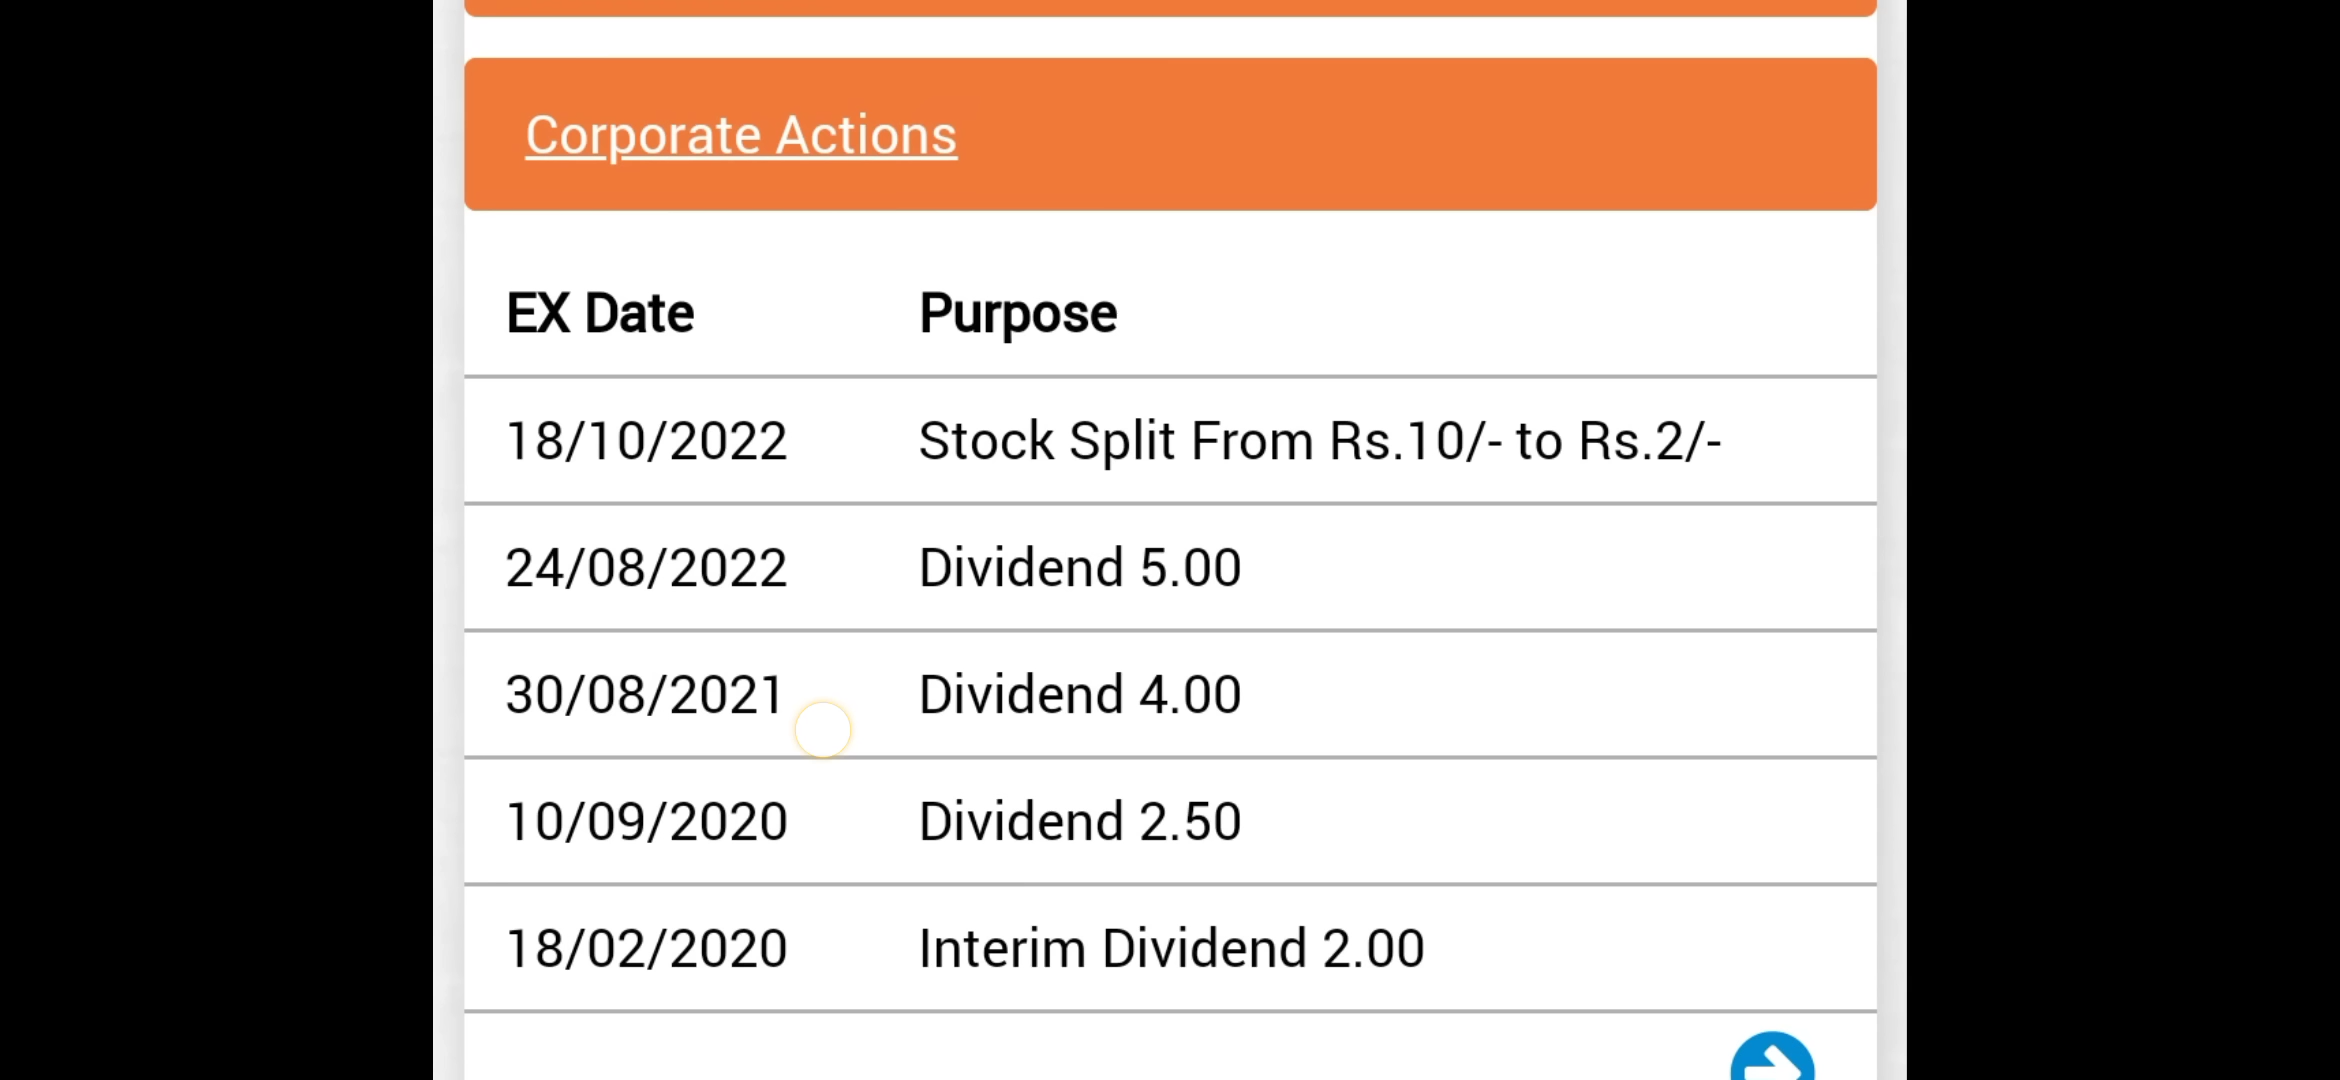 Corporate Actions
EX Date Purpose
18/10/2022 Stock Split From Rs.10/- to Rs.2/-
24/08/2022 Dividend 5.00
30/08/2021 Dividend 4.00
10/09/2020 Dividend 2.50
18/02/2020 Interim Dividend 2.00